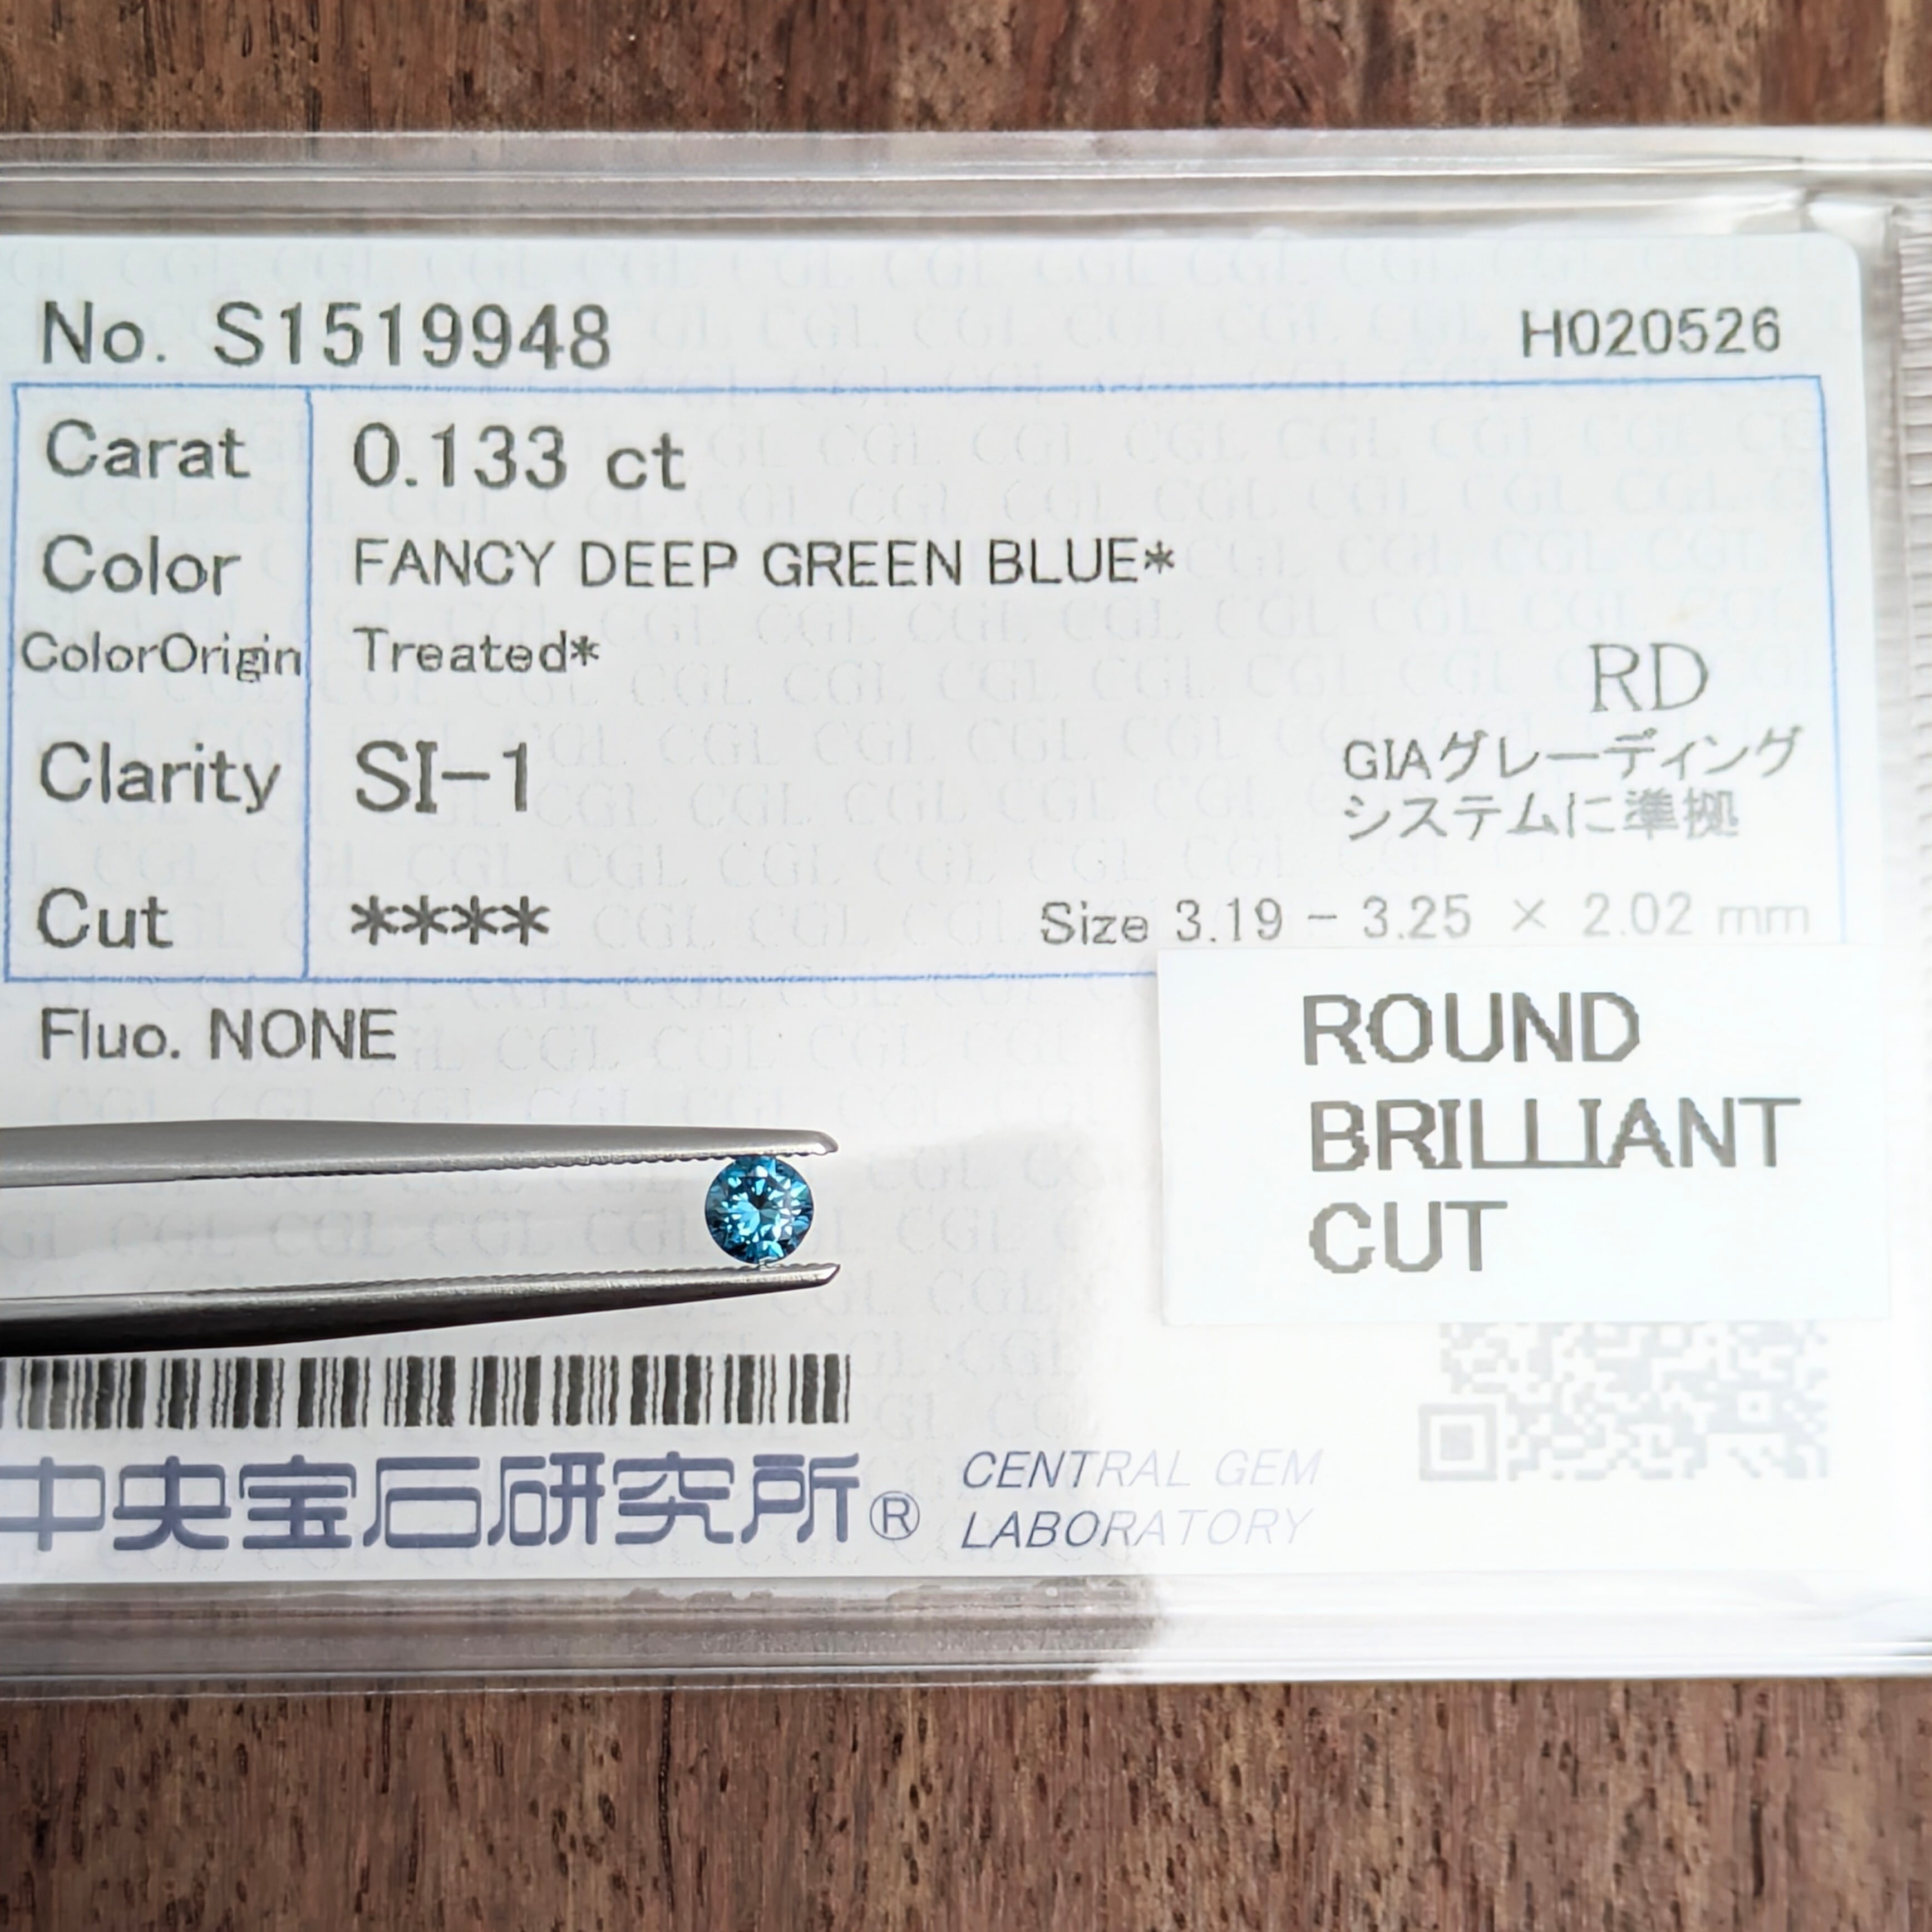 No. S1519948
H020526
Carat 0.133 ct
Color FANCY DEEP GREEN BLUE*
ColorOrigin Treated*
RD
Clarity SI-1
GIAグレーディング
システムに準拠
Cut ****
Size 3.19 - 3.25 × 2.02 mm
Fluo. NONE
ROUND
BRILLIANT
CUT
中央宝石研究所®
CENTRAL GEM
LABORATORY